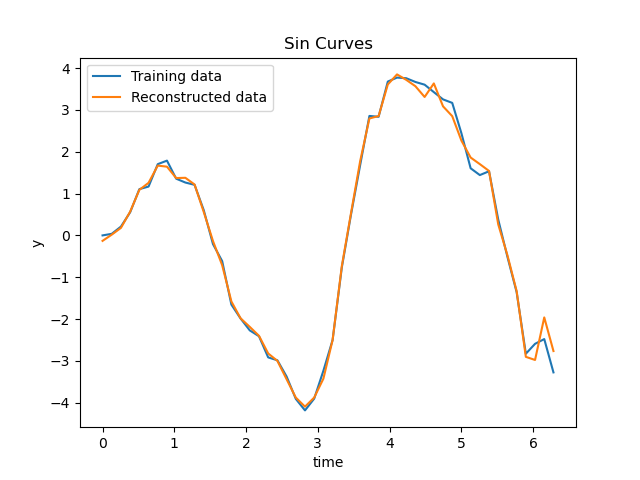 Sin Curves
Training data
Reconstructed data
4
3
2
1
0
−1
−2
−3
−4
y
0 1 2 3 4 5 6
time